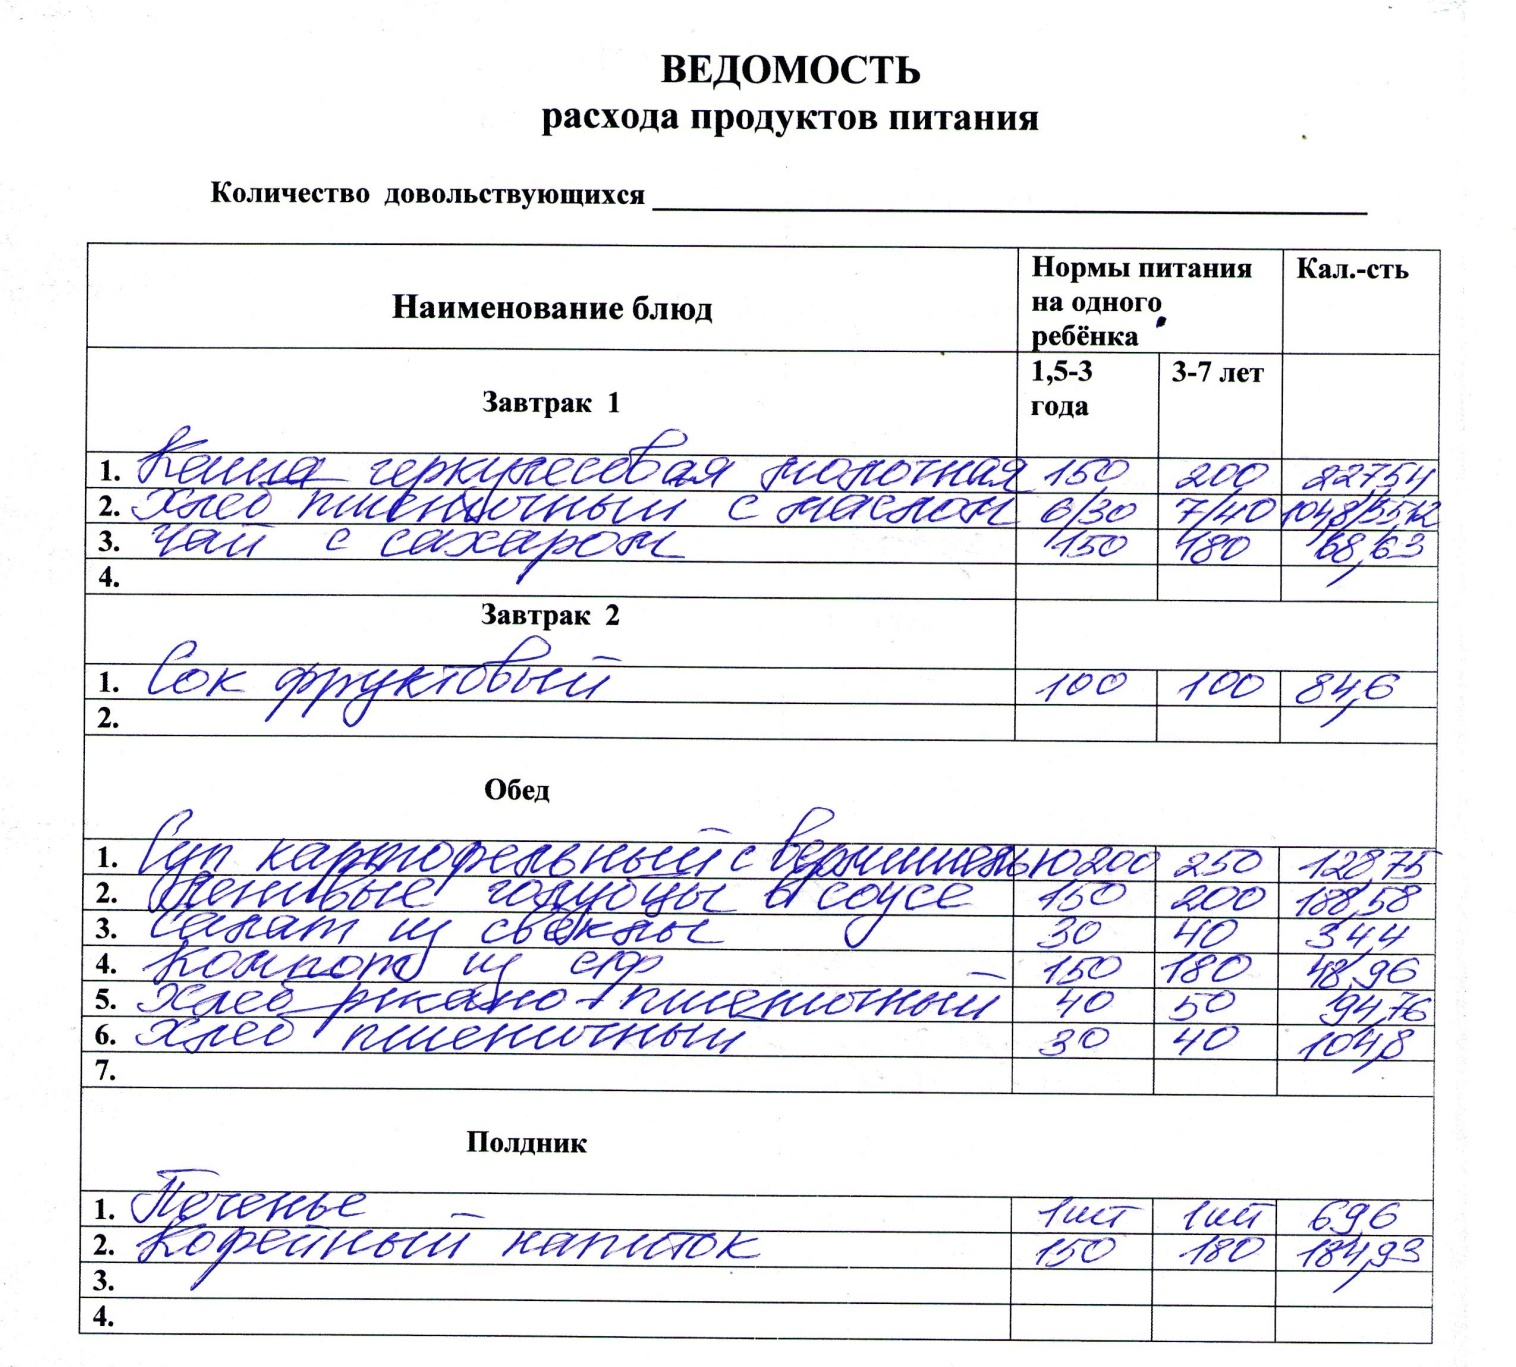 ВЕДОМОСТЬ
расхода продуктов питания
Количество довольствующихся
Наименование блюд
Нормы питания на одного ребёнка
Кал.-сть
Завтрак 1
1,5-3 года
3-7 лет
1. Каша геркулесовая молочная 150 200 227,54
2. Хлеб пшеничный с маслом 6/30 7/40 104,8/55,12
3. Чай с сахаром 150 180 68,63
4.
Завтрак 2
1. Сок фруктовый 100 100 84,6
2.
Обед
1. Суп картофельный с вермишелью 200 250 128,75
2. Ленивые голубцы в соусе 150 200 188,58
3. Салат из свеклы 30 40 34,4
4. Компот из с/ф 150 180 48,96
5. Хлеб ржано-пшеничный 40 50 94,76
6. Хлеб пшеничный 30 40 104,8
7.
Полдник
1. Печенье 1шт 1шт 69,6
2. Кофейный напиток 150 180 184,93
3.
4.